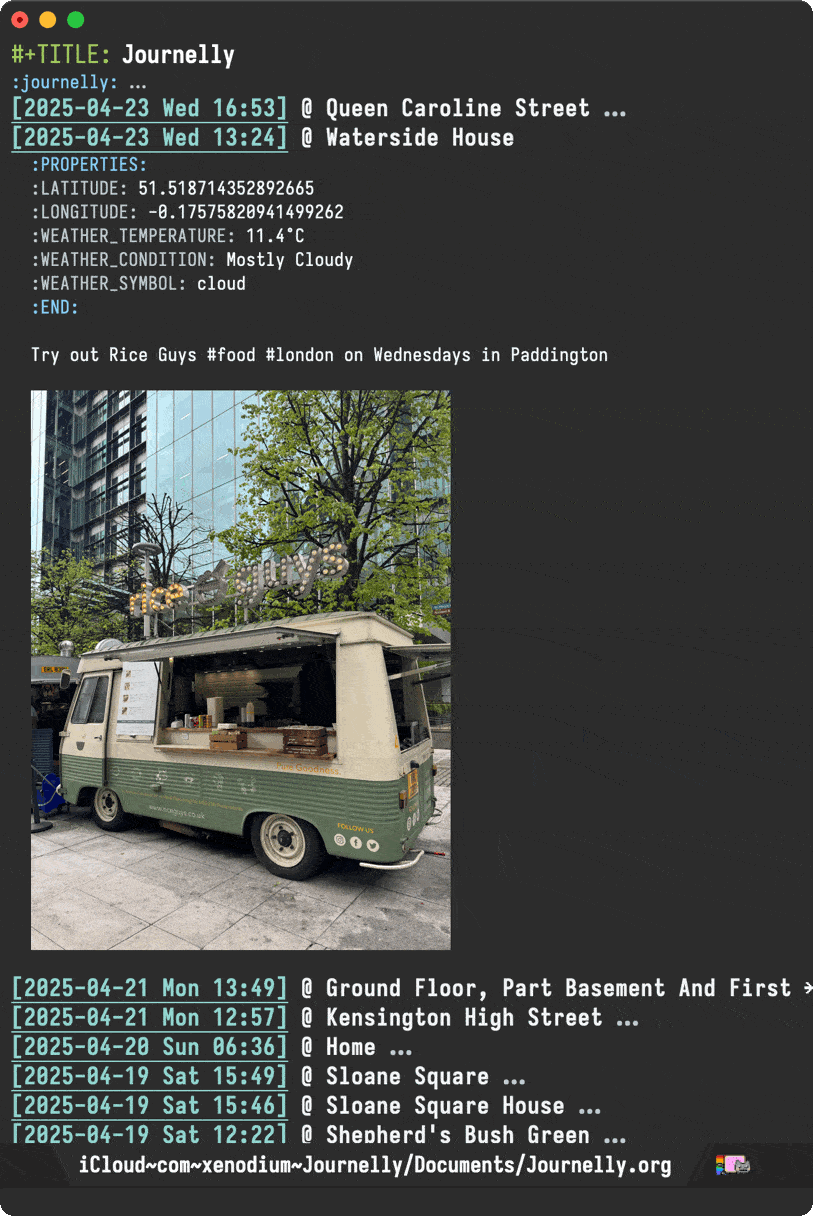 #+TITLE: Journelly
:journelly: ...
[2025-04-23 Wed 16:53] @ Queen Caroline Street ...
[2025-04-23 Wed 13:24] @ Waterside House
:PROPERTIES:
:LATITUDE: 51.518714352892665
:LONGITUDE: -0.17575820941499262
:WEATHER_TEMPERATURE: 11.4°C
:WEATHER_CONDITION: Mostly Cloudy
:WEATHER_SYMBOL: cloud
:END:
Try out Rice Guys #food #london on Wednesdays in Paddington
rice guys
Pure Goodness.
www.riceguys.co.uk
FOLLOW US
[2025-04-21 Mon 13:49] @ Ground Floor, Part Basement And First →
[2025-04-21 Mon 12:57] @ Kensington High Street ...
[2025-04-20 Sun 06:36] @ Home ...
[2025-04-19 Sat 15:49] @ Sloane Square ...
[2025-04-19 Sat 15:46] @ Sloane Square House ...
[2025-04-19 Sat 12:22] @ Shepherd's Bush Green ...
iCloud~com~xenodium~Journelly/Documents/Journelly.org